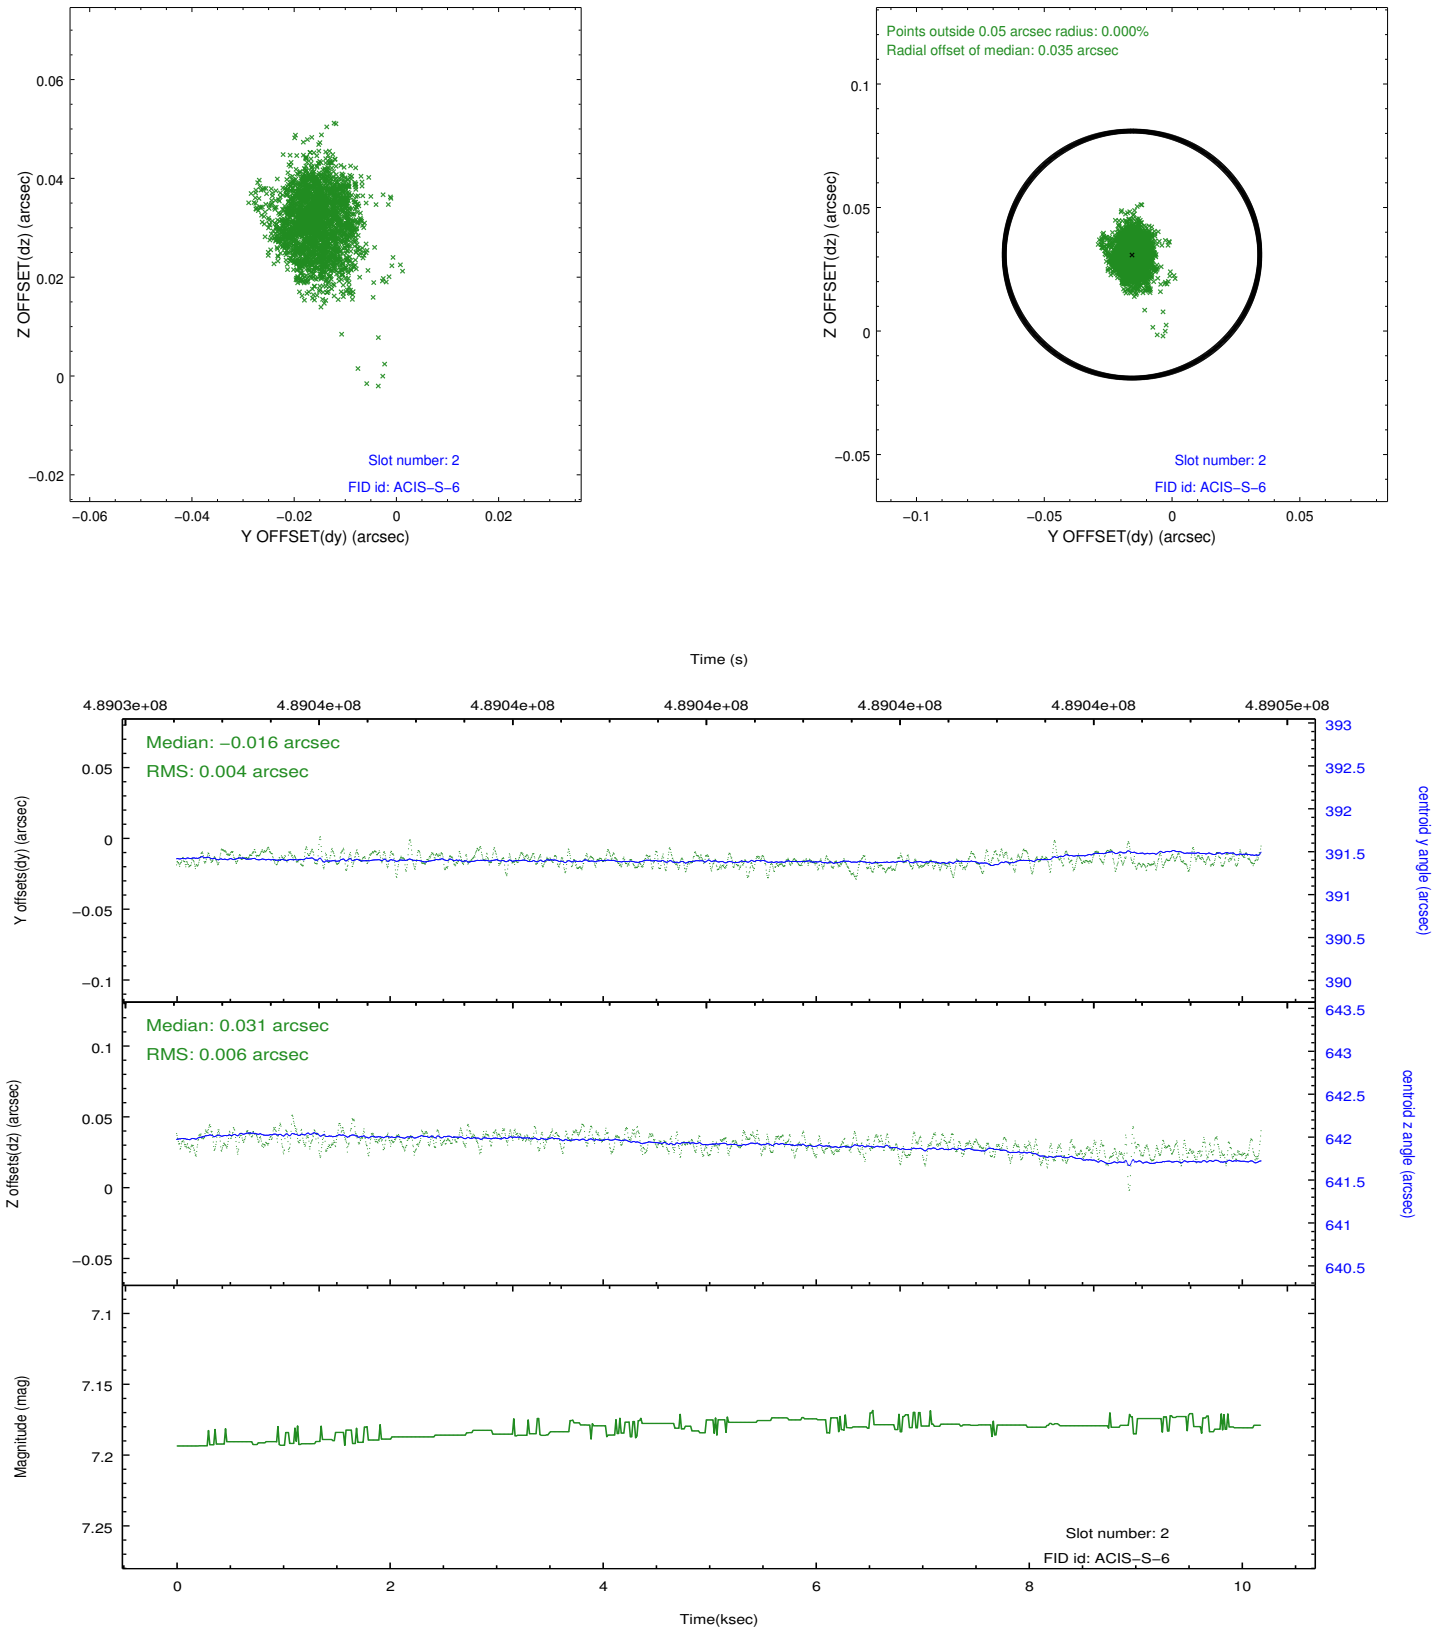 0.06
0.04
0.02
0
−0.02
Z OFFSET(dz) (arcsec)
Slot number: 2
FID id: ACIS−S−6
−0.06
−0.04
−0.02
0
0.02
Y OFFSET(dy) (arcsec)
Points outside 0.05 arcsec radius: 0.000%
Radial offset of median: 0.035 arcsec
0.1
0.05
0
−0.05
Z OFFSET(dz) (arcsec)
Slot number: 2
FID id: ACIS−S−6
−0.1
−0.05
0
0.05
Y OFFSET(dy) (arcsec)
Time (s)
4.8903e+08
4.8904e+08
4.8904e+08
4.8904e+08
4.8904e+08
4.8904e+08
4.8905e+08
Median: −0.016 arcsec
RMS: 0.004 arcsec
0.05
0
−0.05
−0.1
Y offsets(dy) (arcsec)
393
392.5
392
391.5
391
390.5
390
centroid y angle (arcsec)
Median: 0.031 arcsec
RMS: 0.006 arcsec
0.1
0.05
0
−0.05
Z offsets(dz) (arcsec)
643.5
643
642.5
642
641.5
641
640.5
centroid z angle (arcsec)
7.1
7.15
7.2
7.25
Magnitude (mag)
Slot number: 2
FID id: ACIS−S−6
0
2
4
6
8
10
Time(ksec)